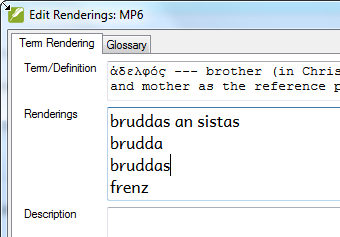 Edit Renderings: MP6
Term Rendering Glossary
Term/Definition
ἀδελφός --- brother (in Chris
and mother as the reference p
Renderings
bruddas an sistas
brudda
bruddas
frenz
Description